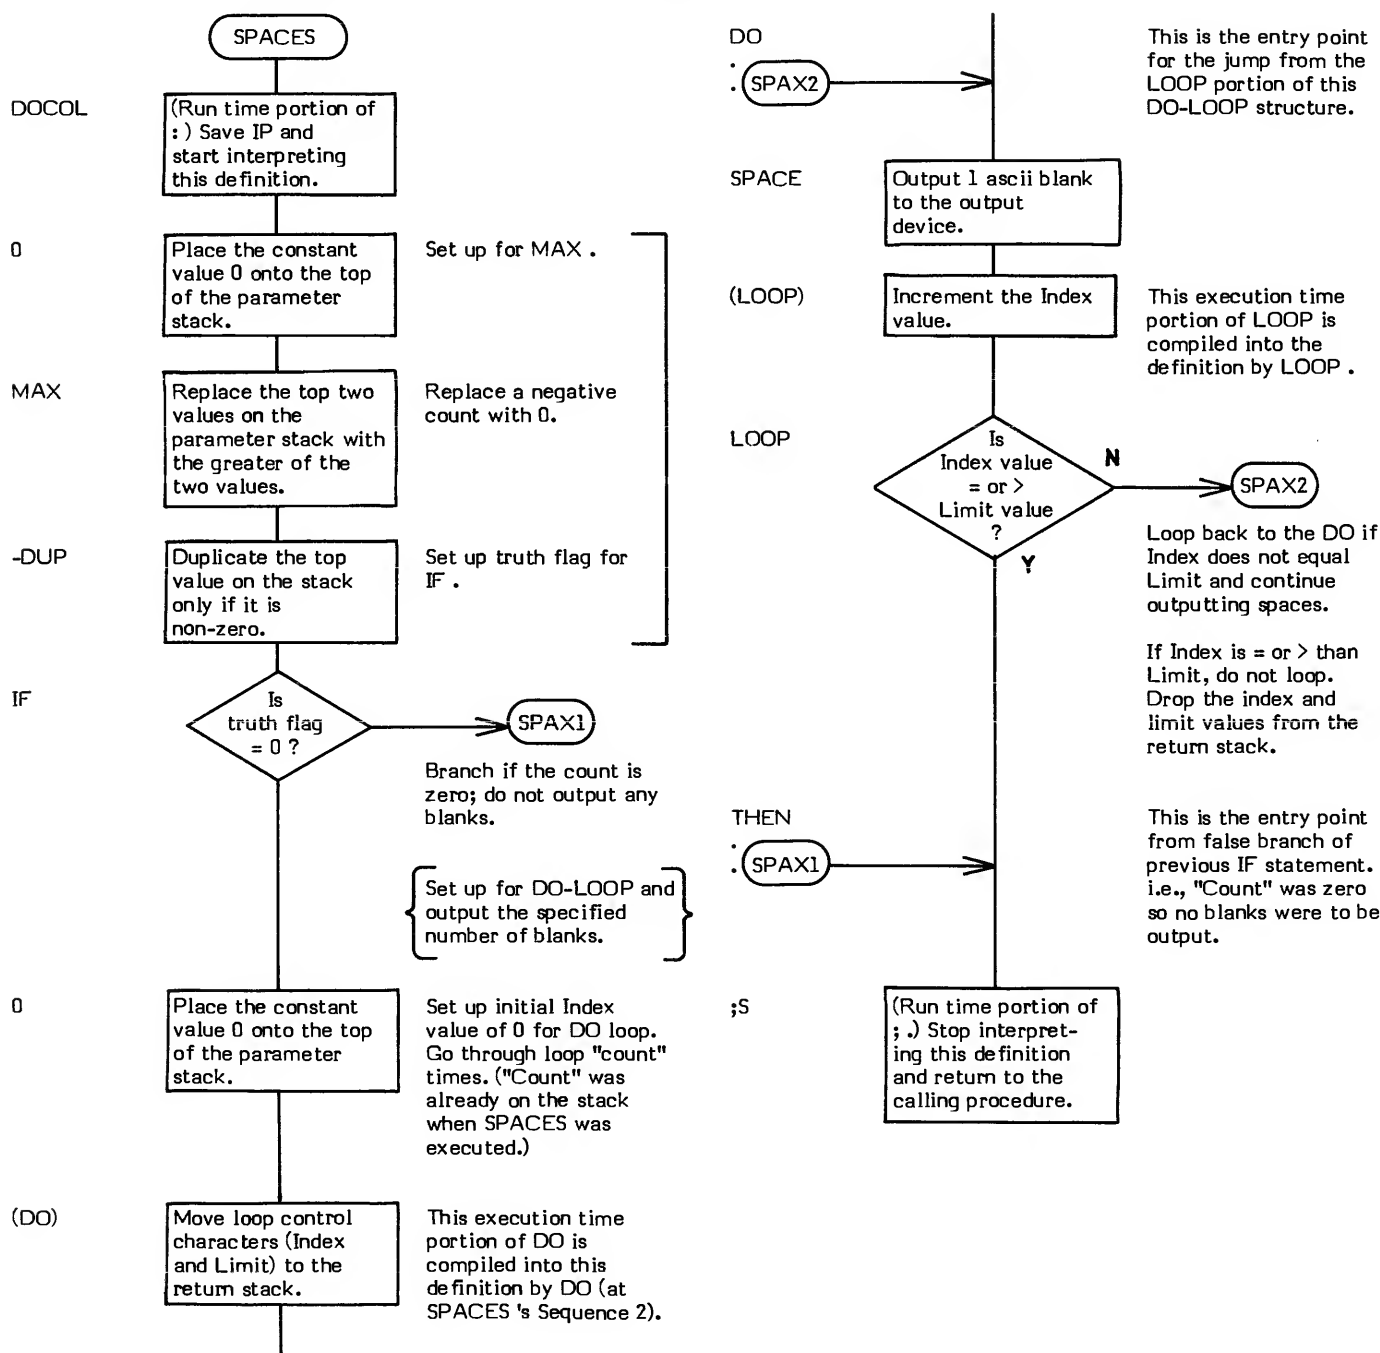 SPACES
DOCOL
(Run time portion of
: ) Save IP and
start interpreting
this definition.
0
Place the constant
value 0 onto the top
of the parameter
stack.
Set up for MAX .
MAX
Replace the top two
values on the
parameter stack with
the greater of the
two values.
Replace a negative
count with 0.
-DUP
Duplicate the top
value on the stack
only if it is
non-zero.
Set up truth flag for
IF .
IF
Is
truth flag
= 0 ?
SPAX1
Branch if the count is
zero; do not output any
blanks.
Set up for DO-LOOP and
output the specified
number of blanks.
0
Place the constant
value 0 onto the top
of the parameter
stack.
Set up initial Index
value of 0 for DO loop.
Go through loop "count"
times. ("Count" was
already on the stack
when SPACES was
executed.)
(DO)
Move loop control
characters (Index
and Limit) to the
return stack.
This execution time
portion of DO is
compiled into this
definition by DO (at
SPACES 's Sequence 2).
DO
: SPAX2
This is the entry point
for the jump from the
LOOP portion of this
DO-LOOP structure.
SPACE
Output 1 ascii blank
to the output
device.
(LOOP)
Increment the Index
value.
This execution time
portion of LOOP is
compiled into the
definition by LOOP .
LOOP
Is
Index value
= or >
Limit value
?
N
SPAX2
Y
Loop back to the DO if
Index does not equal
Limit and continue
outputting spaces.
If Index is = or > than
Limit, do not loop.
Drop the index and
limit values from the
return stack.
THEN
: SPAX1
This is the entry point
from false branch of
previous IF statement.
i.e., "Count" was zero
so no blanks were to be
output.
;S
(Run time portion of
; .) Stop interpret-
ing this definition
and return to the
calling procedure.